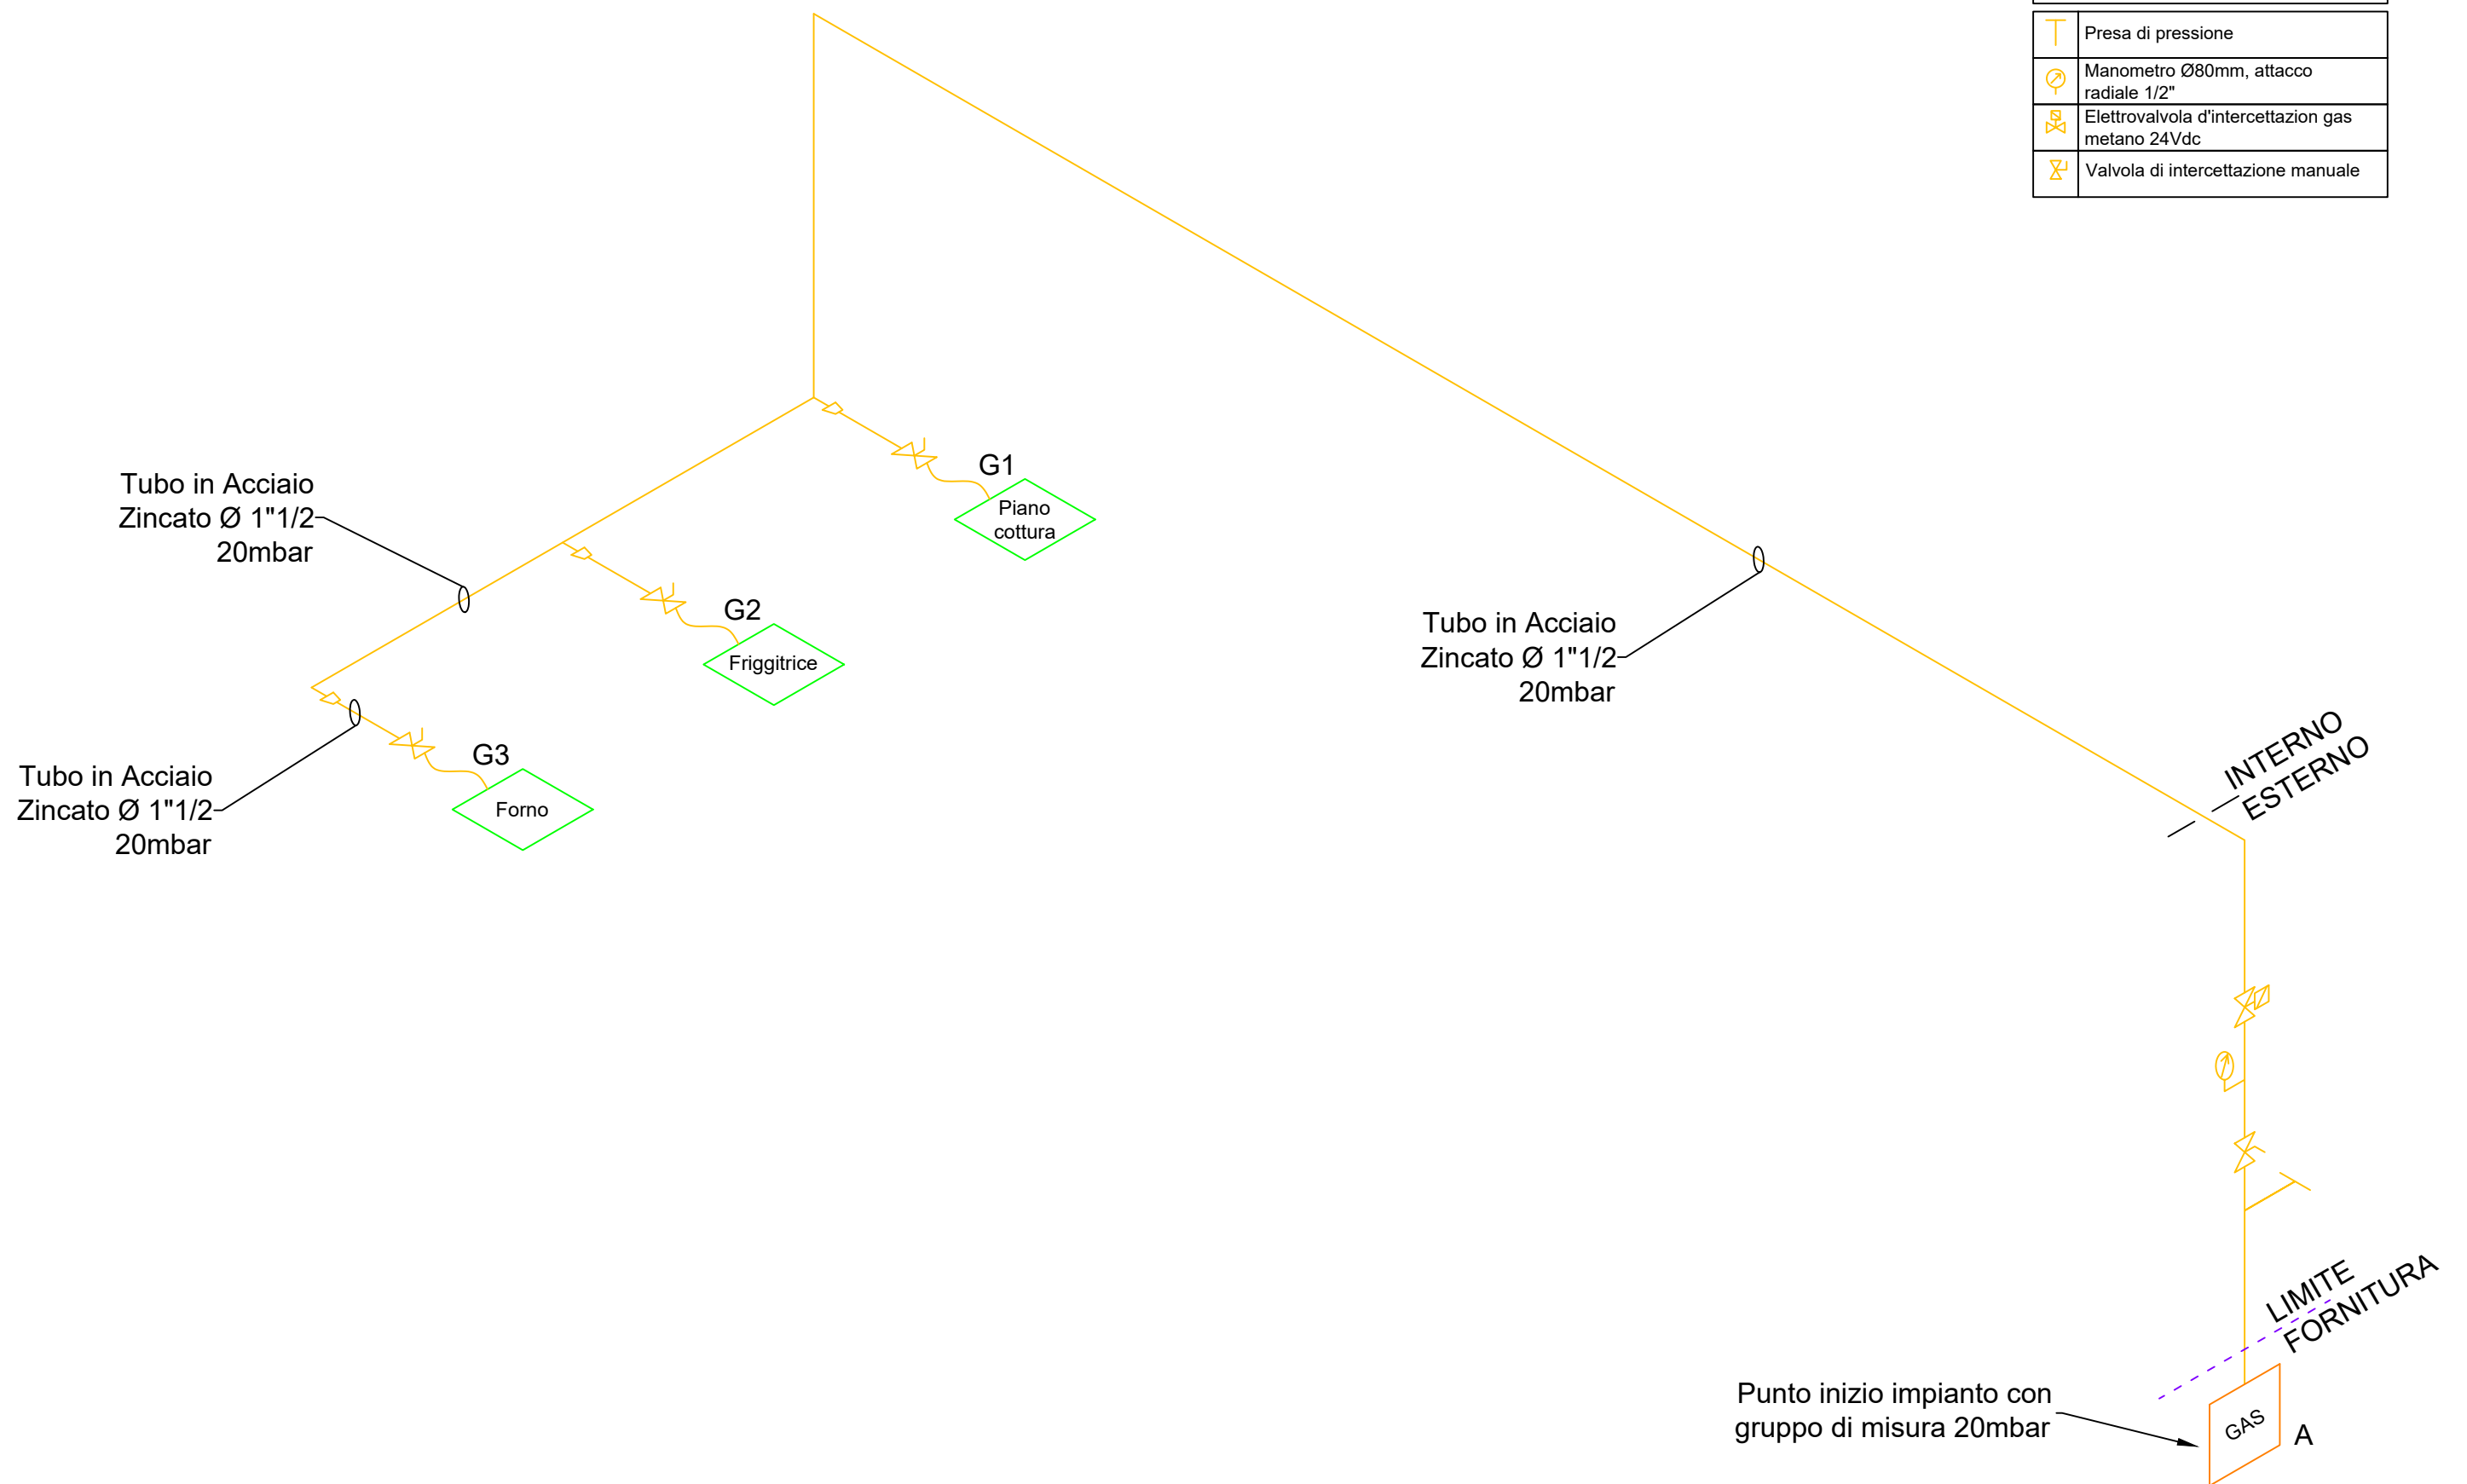 Presa di pressione
Manometro Ø80mm, attacco
radiale 1/2"
Elettrovalvola d'intercettazion gas
metano 24Vdc
Valvola di intercettazione manuale
G1
Piano
cottura
Tubo in Acciaio
Zincato Ø 1"1/2
20mbar
G2
Friggitrice
Tubo in Acciaio
Zincato Ø 1"1/2
20mbar
G3
Forno
Tubo in Acciaio
Zincato Ø 1"1/2
20mbar
INTERNO
ESTERNO
LIMITE
FORNITURA
Punto inizio impianto con
gruppo di misura 20mbar
GAS
A